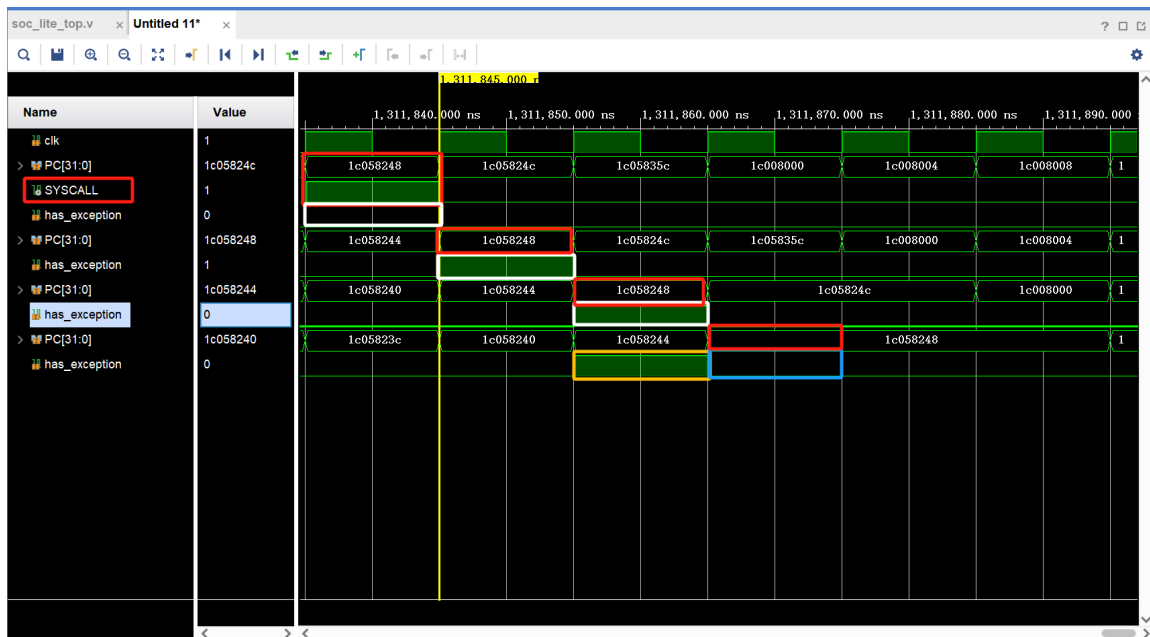 soc_lite_top.v × Untitled 11* ×
?
1,311,845.000 n
Name Value
1,311,840.000 ns 1,311,850.000 ns 1,311,860.000 ns 1,311,870.000 ns 1,311,880.000 ns 1,311,890.000
clk 1
PC[31:0] 1c05824c 1c058248 1c05824c 1c05835c 1c008000 1c008004 1c008008 1
SYSCALL 1
has_exception 0
PC[31:0] 1c058248 1c058244 1c058248 1c05824c 1c05835c 1c008000 1c008004 1
has_exception 1
PC[31:0] 1c058244 1c058240 1c058244 1c058248 1c05824c 1c008000 1
has_exception 0
PC[31:0] 1c058240 1c05823c 1c058240 1c058244 1c058248 1
has_exception 0